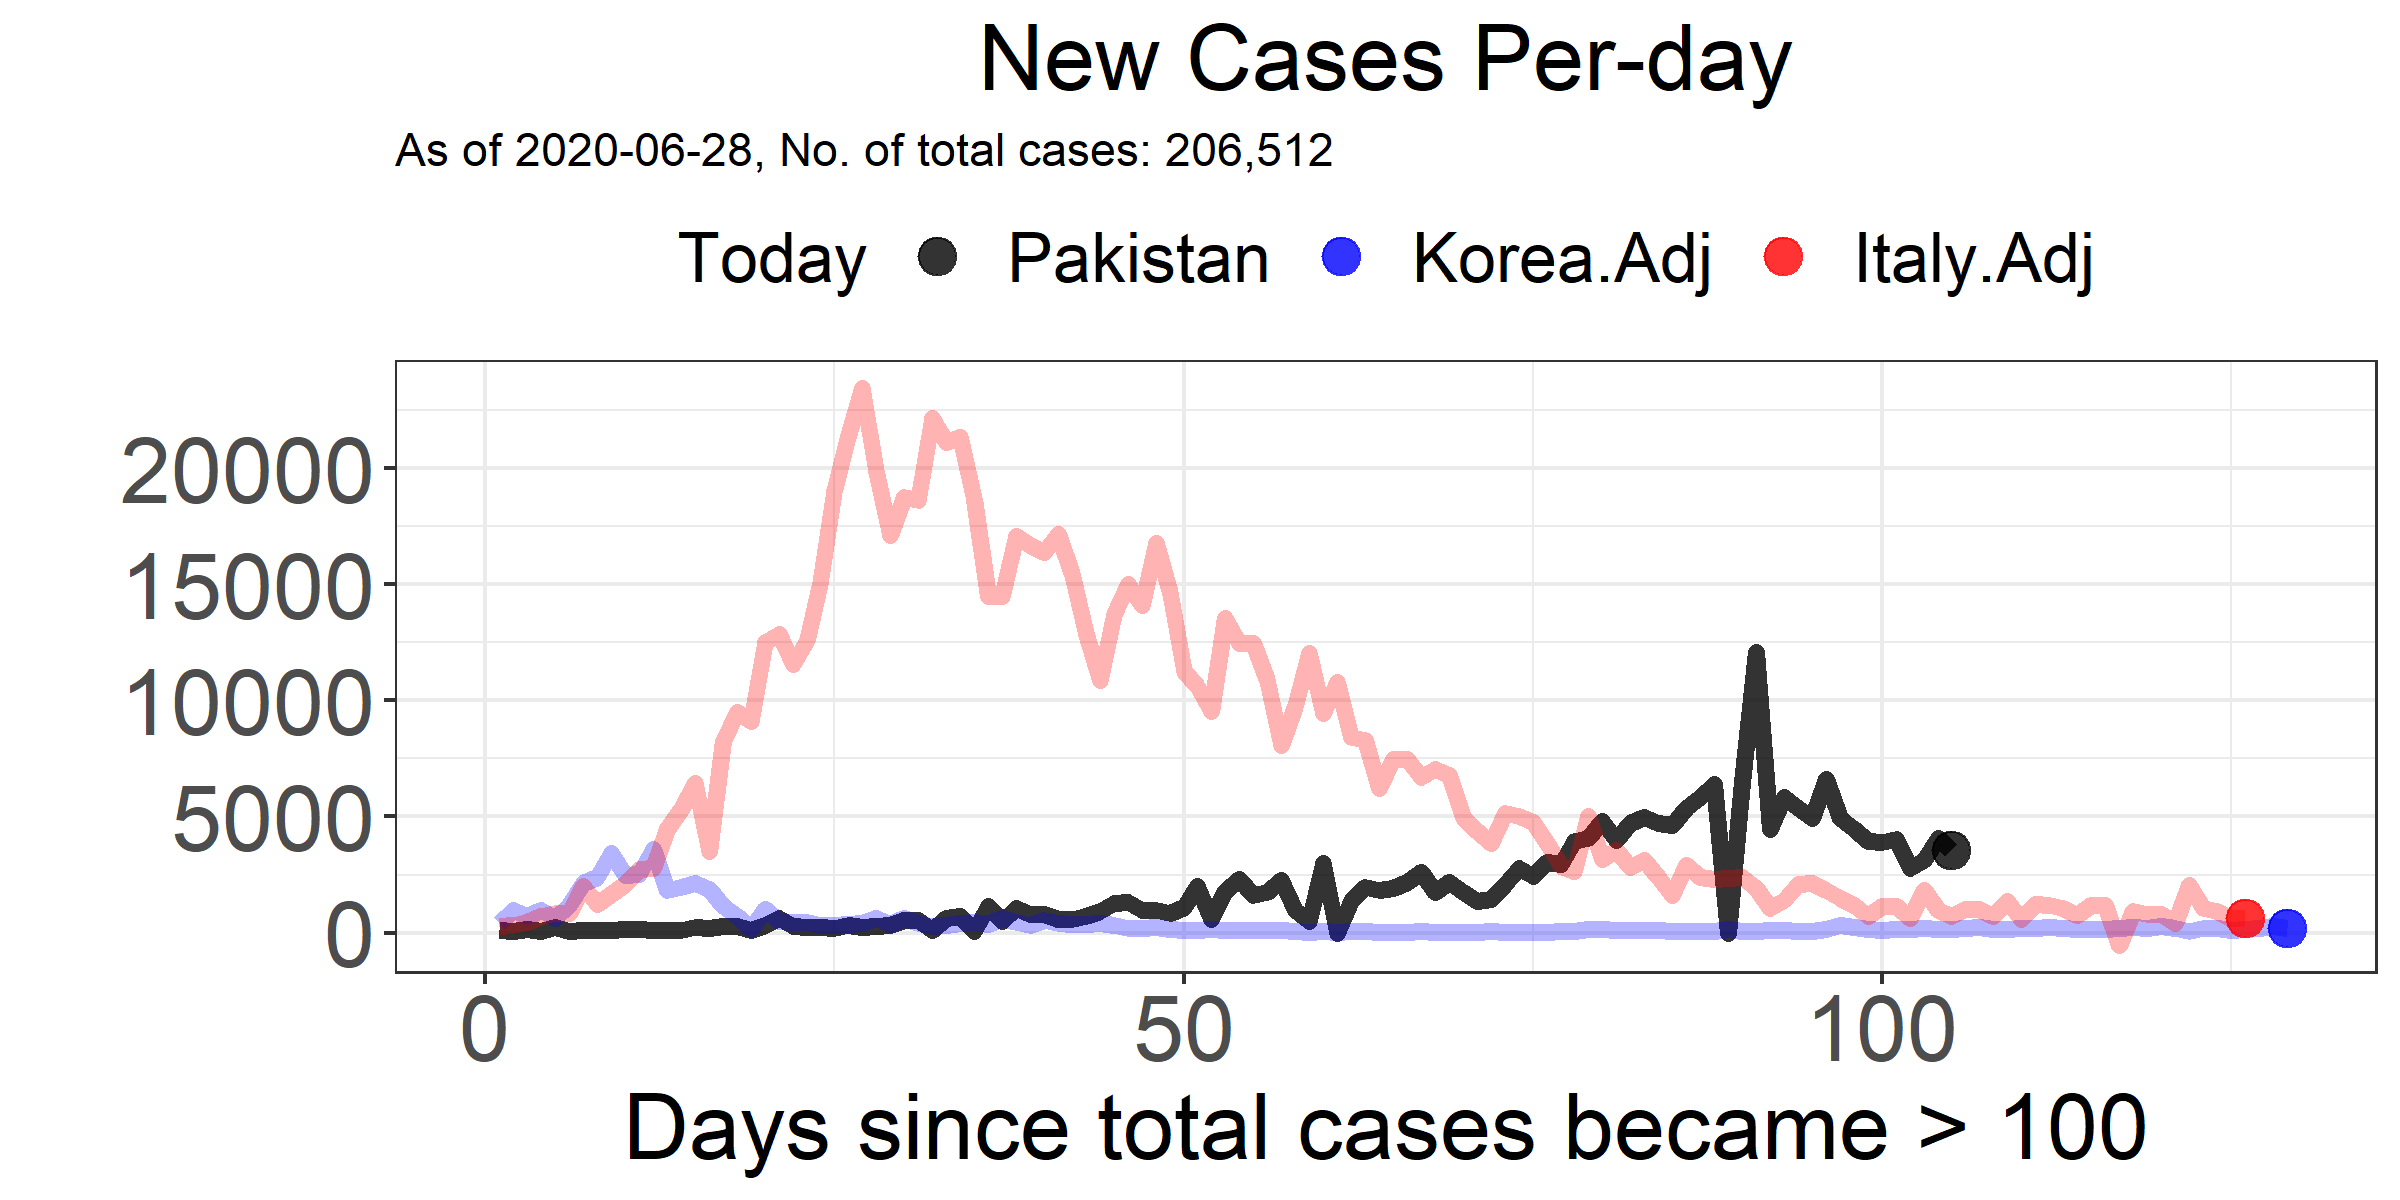 New Cases Per-day
As of 2020-06-28, No. of total cases: 206,512
Today Pakistan Korea.Adj Italy.Adj
20000
15000
10000
5000
0
0 50 100
Days since total cases became > 100